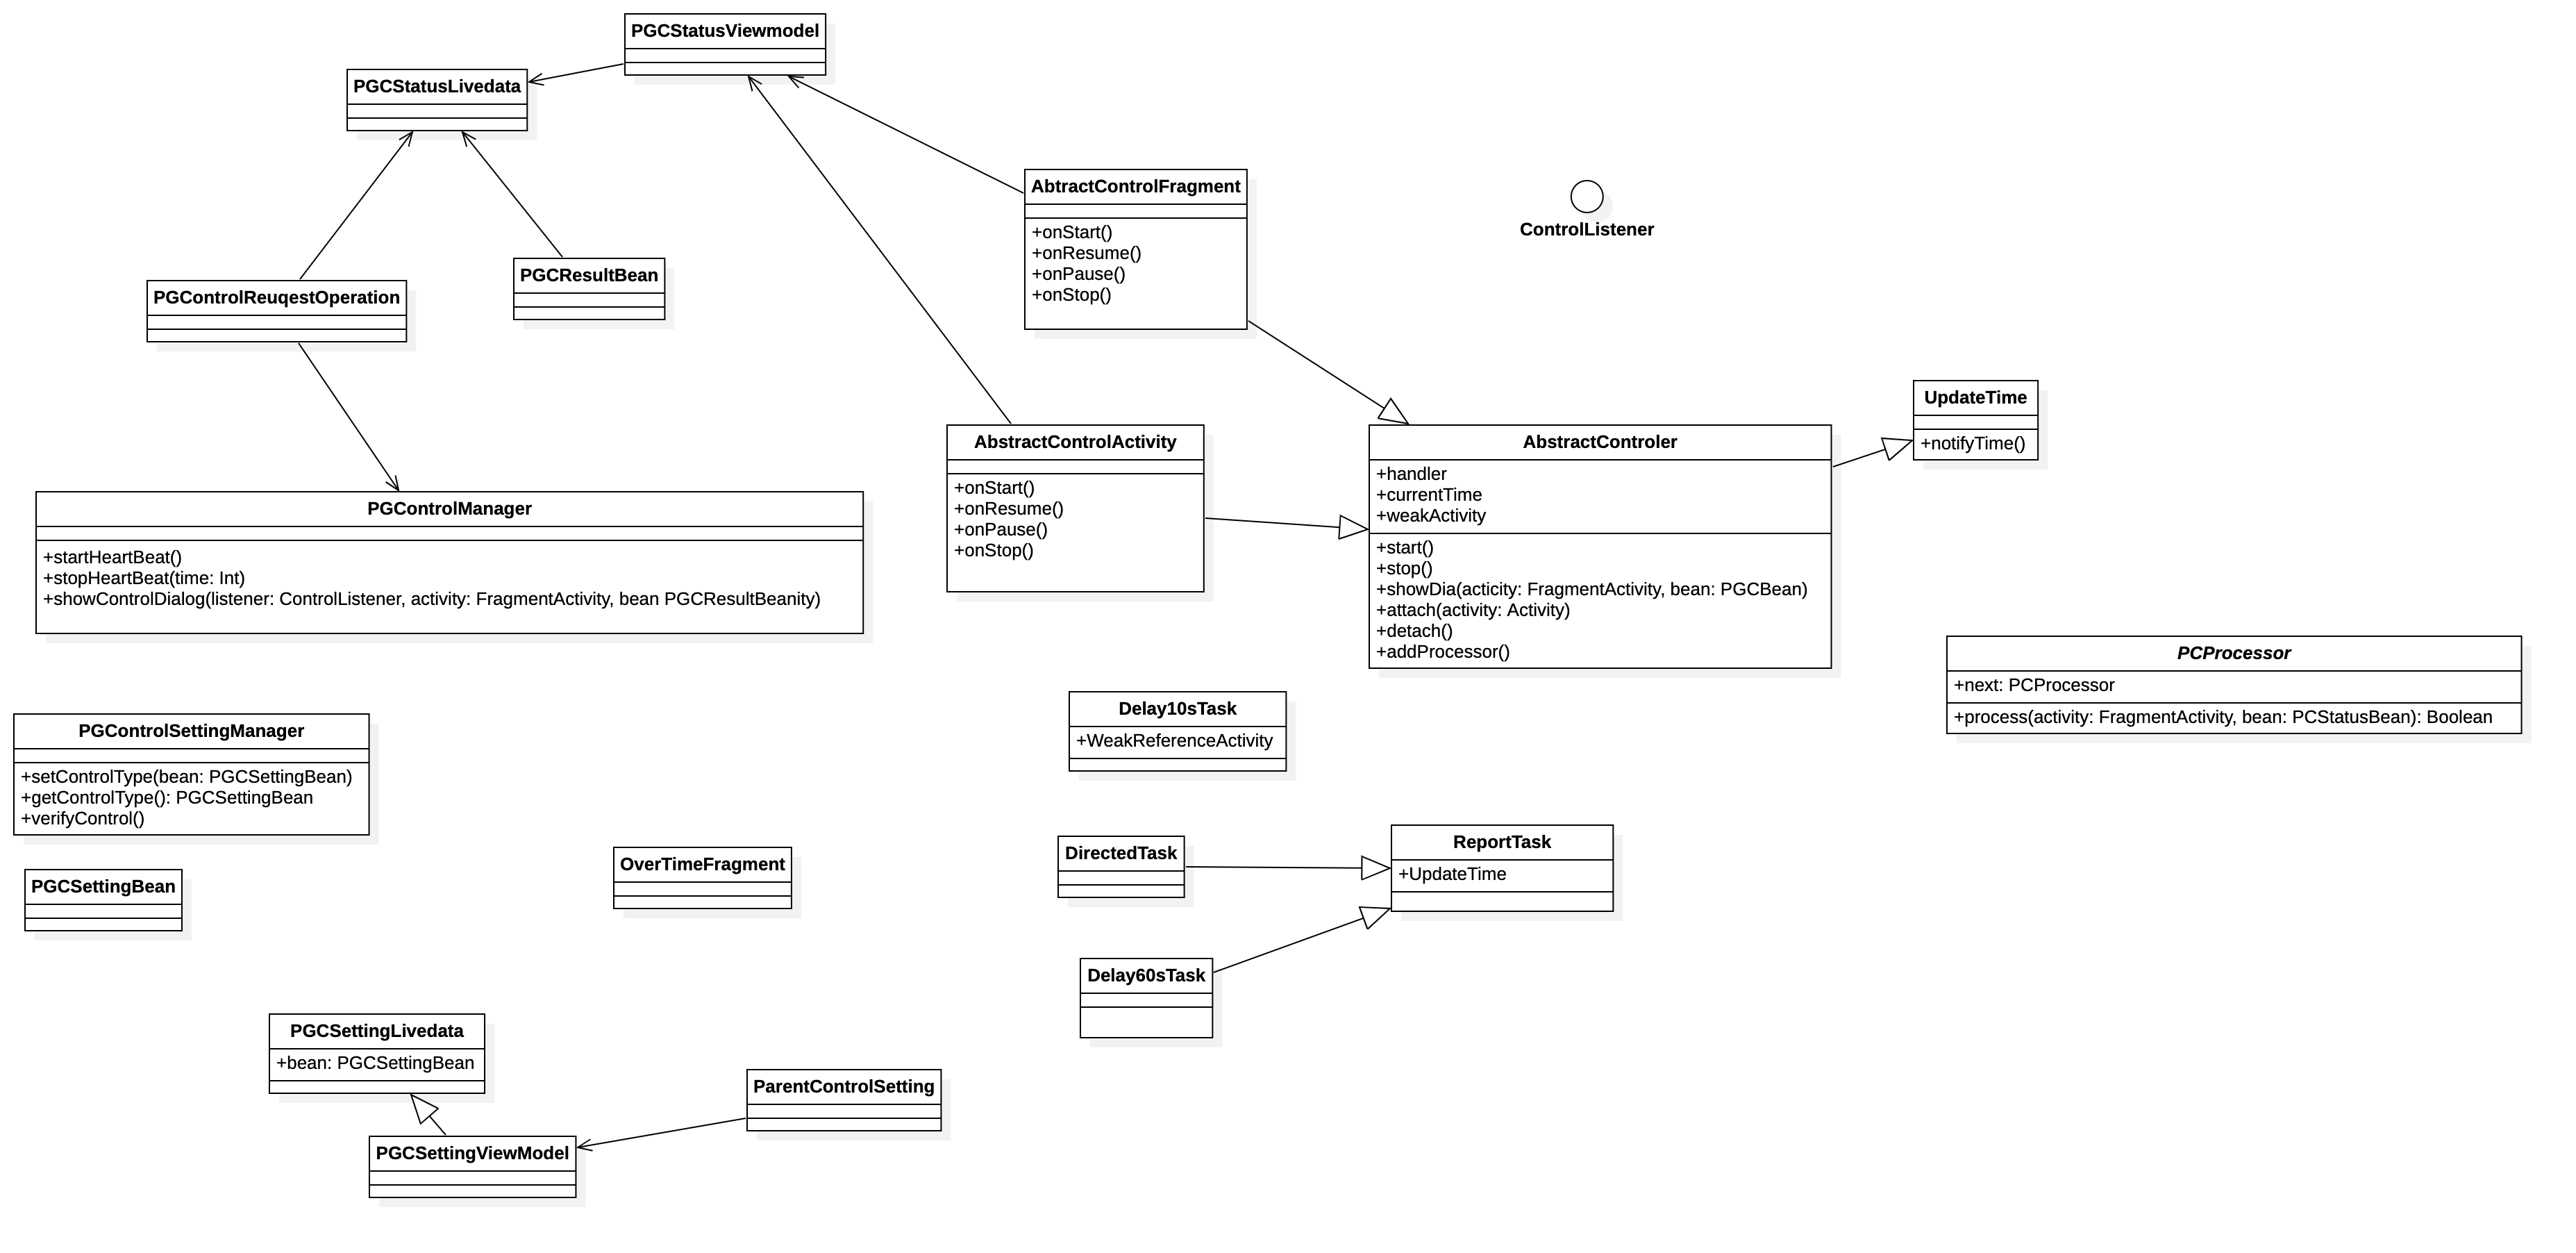 PGCStatusViewmodel
PGCStatusLivedata
AbtractControlFragment
+onStart()
+onResume()
+onPause()
+onStop()
ControlListener
PGControlReuqestOperation
PGCResultBean
UpdateTime
+notifyTime()
AbstractControlActivity
+onStart()
+onResume()
+onPause()
+onStop()
AbstractControler
+handler
+currentTime
+weakActivity
+start()
+stop()
+showDia(acticity: FragmentActivity, bean: PGCBean)
+attach(activity: Activity)
+detach()
+addProcessor()
PGControlManager
+startHeartBeat()
+stopHeartBeat(time: Int)
+showControlDialog(listener: ControlListener, activity: FragmentActivity, bean PGCResultBeanity)
PCProcessor
+next: PCProcessor
+process(activity: FragmentActivity, bean: PCStatusBean): Boolean
Delay10sTask
+WeakReferenceActivity
PGControlSettingManager
+setControlType(bean: PGCSettingBean)
+getControlType(): PGCSettingBean
+verifyControl()
PGCSettingBean
OverTimeFragment
DirectedTask
ReportTask
+UpdateTime
Delay60sTask
PGCSettingLivedata
+bean: PGCSettingBean
ParentControlSetting
PGCSettingViewModel